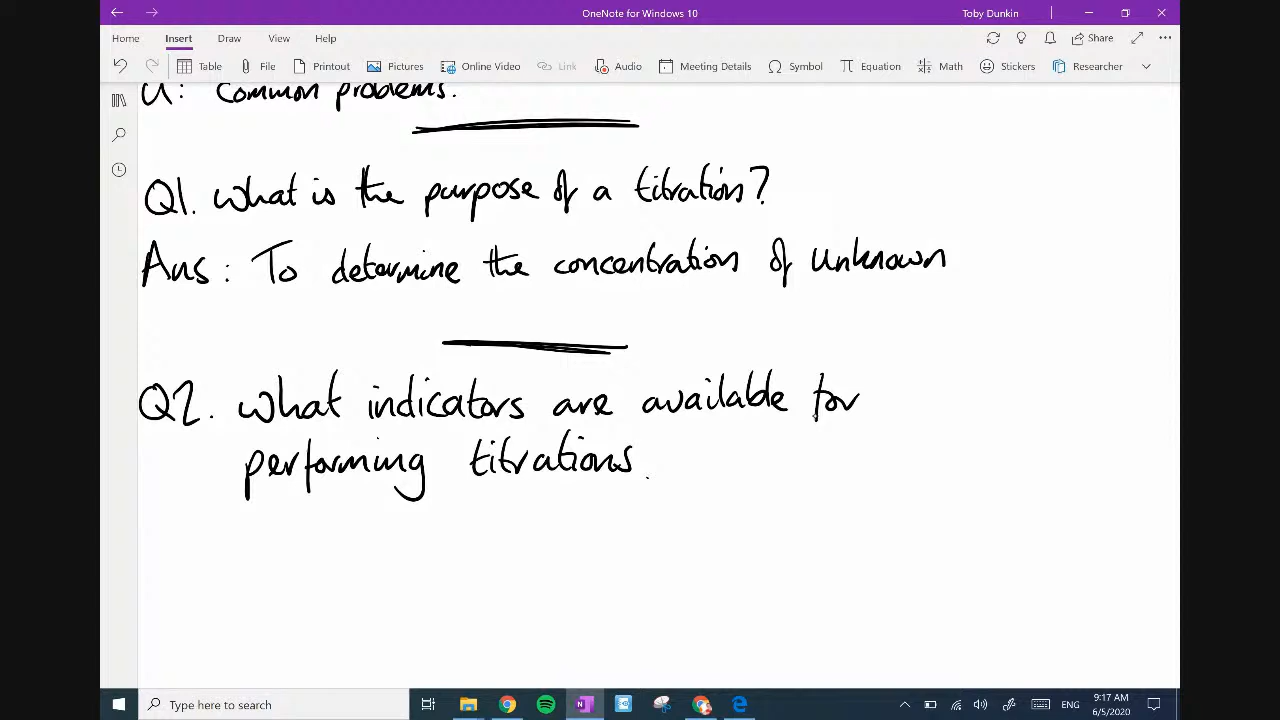 OneNote for Windows 10
Toby Dunkin
Home Insert Draw View Help
Share
Table File Printout Pictures Online Video Link Audio Meeting Details Symbol Equation Math Stickers Researcher
Common problems.
Q1. What is the purpose of a titration?
Ans: To determine the concentration of unknown
Q2. What indicators are available for
performing titrations.
Type here to search
ENG
9:17 AM
6/5/2020